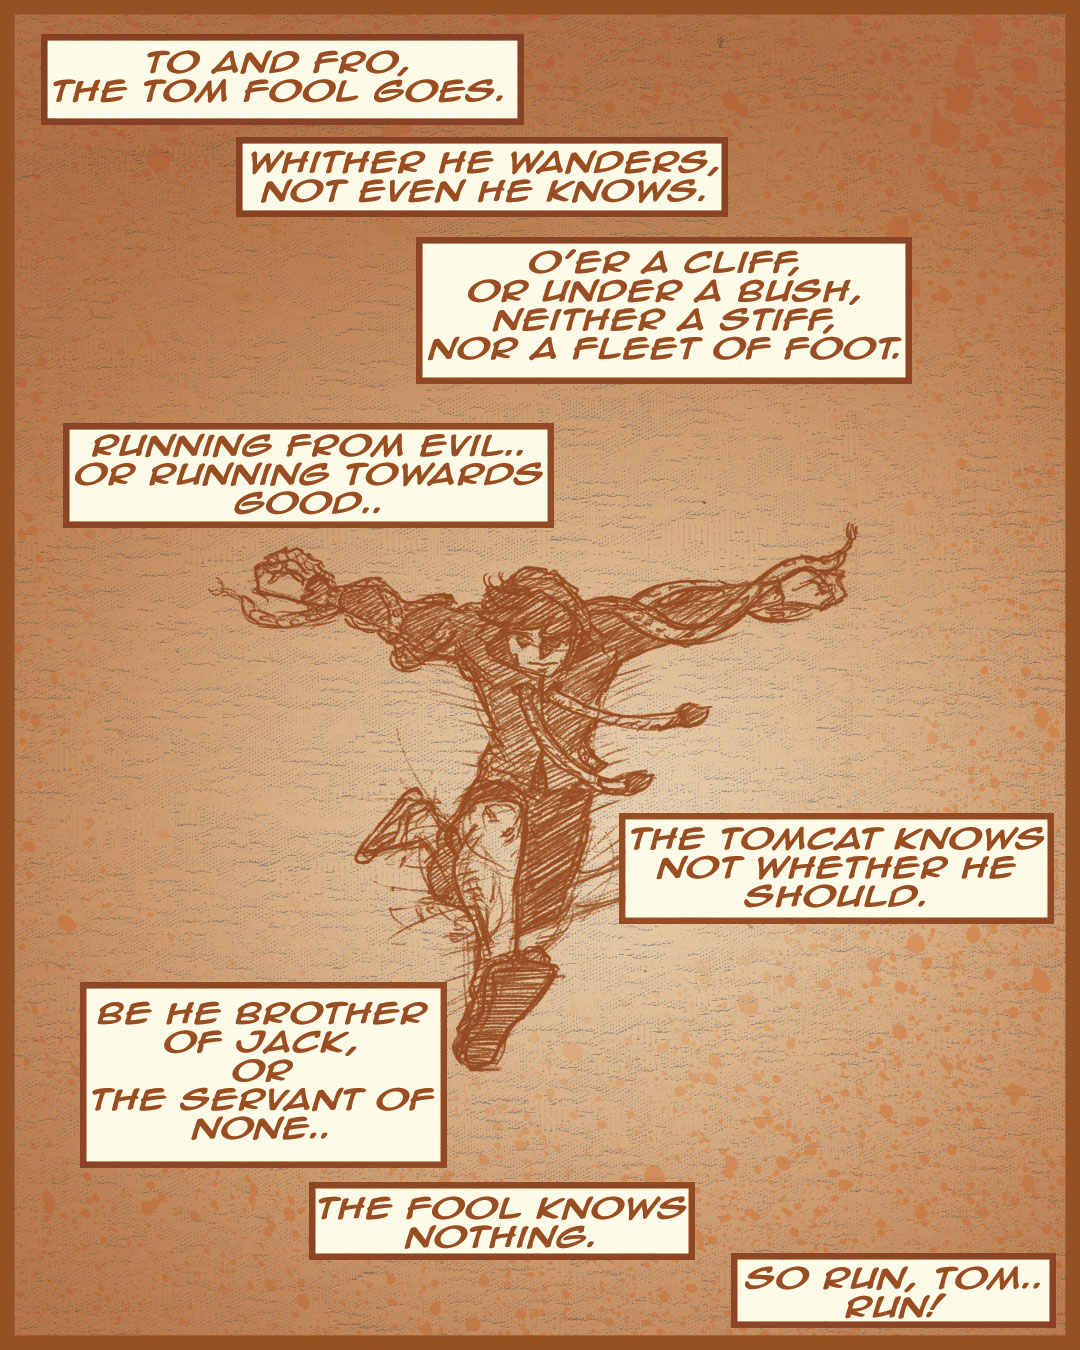 TO AND FRO,
THE TOM FOOL GOES.
WHITHER HE WANDERS,
NOT EVEN HE KNOWS.
O'ER A CLIFF,
OR UNDER A BUSH,
NEITHER A STIFF,
NOR A FLEET OF FOOT.
RUNNING FROM EVIL..
OR RUNNING TOWARDS
GOOD..
THE TOMCAT KNOWS
NOT WHETHER HE
SHOULD.
BE HE BROTHER
OF JACK,
OR
THE SERVANT OF
NONE..
THE FOOL KNOWS
NOTHING.
SO RUN, TOM..
RUN!